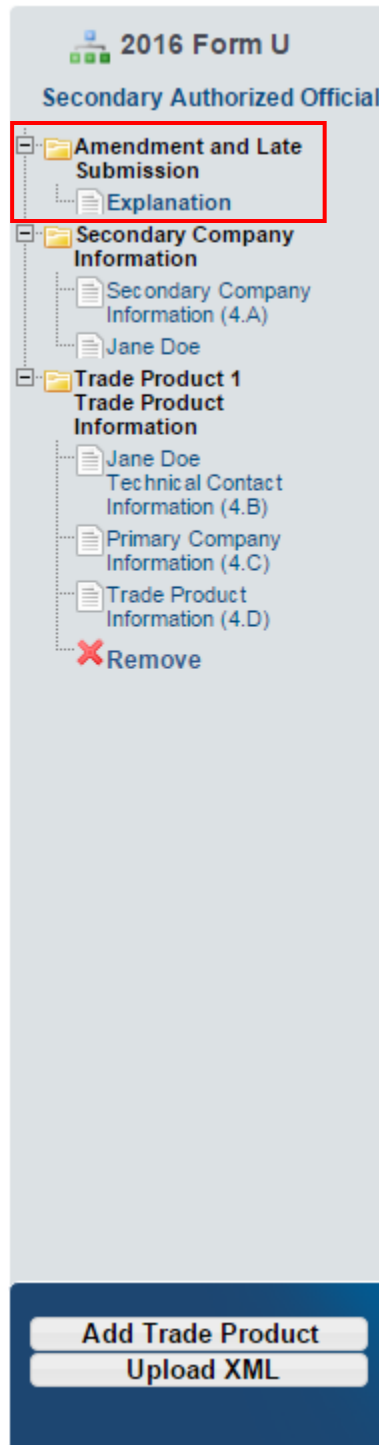 2016 Form U
Secondary Authorized Official
Amendment and Late
Submission
Explanation
Secondary Company
Information
Secondary Company
Information (4.A)
Jane Doe
Trade Product 1
Trade Product
Information
Jane Doe
Technical Contact
Information (4.B)
Primary Company
Information (4.C)
Trade Product
Information (4.D)
Remove
Add Trade Product
Upload XML